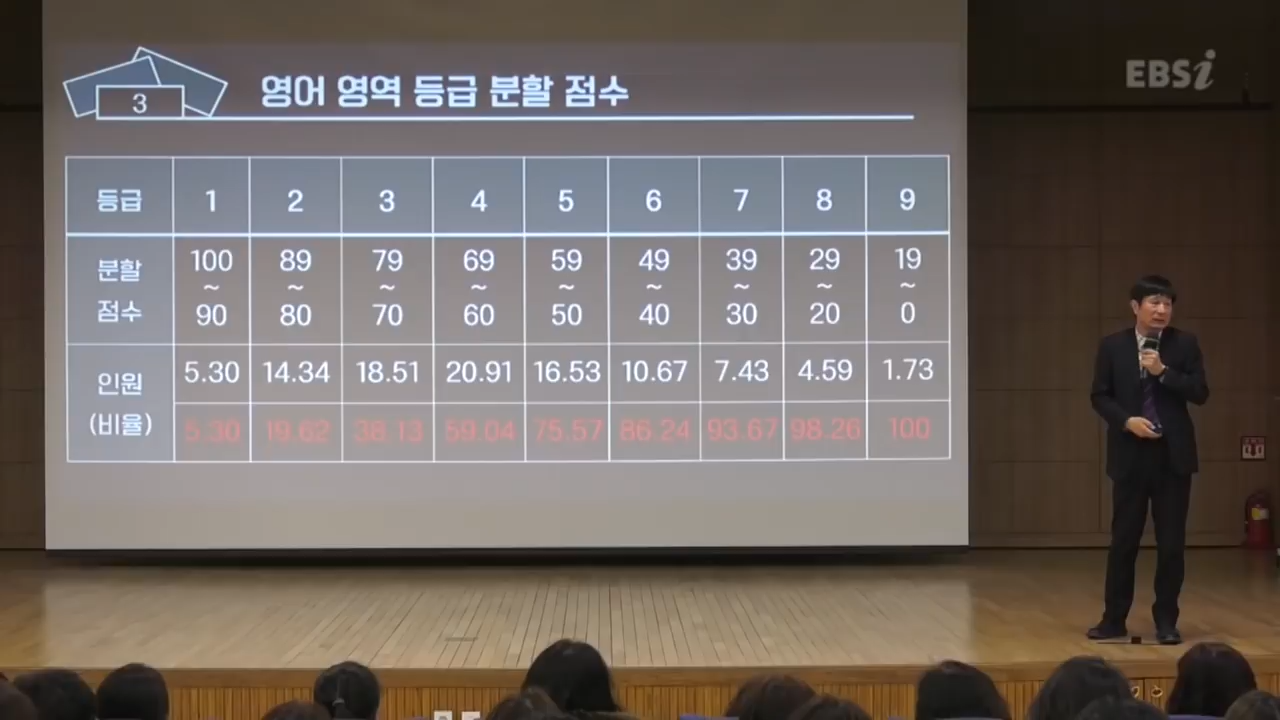 EBSi
3
영어 영역 등급 분할 점수
등급 1 2 3 4 5 6 7 8 9
분할 점수 100~90 89~80 79~70 69~60 59~50 49~40 39~30 29~20 19~0
인원 (비율) 5.30 14.34 18.51 20.91 16.53 10.67 7.43 4.59 1.73
5.30 19.62 38.13 59.04 75.57 86.24 93.67 98.26 100